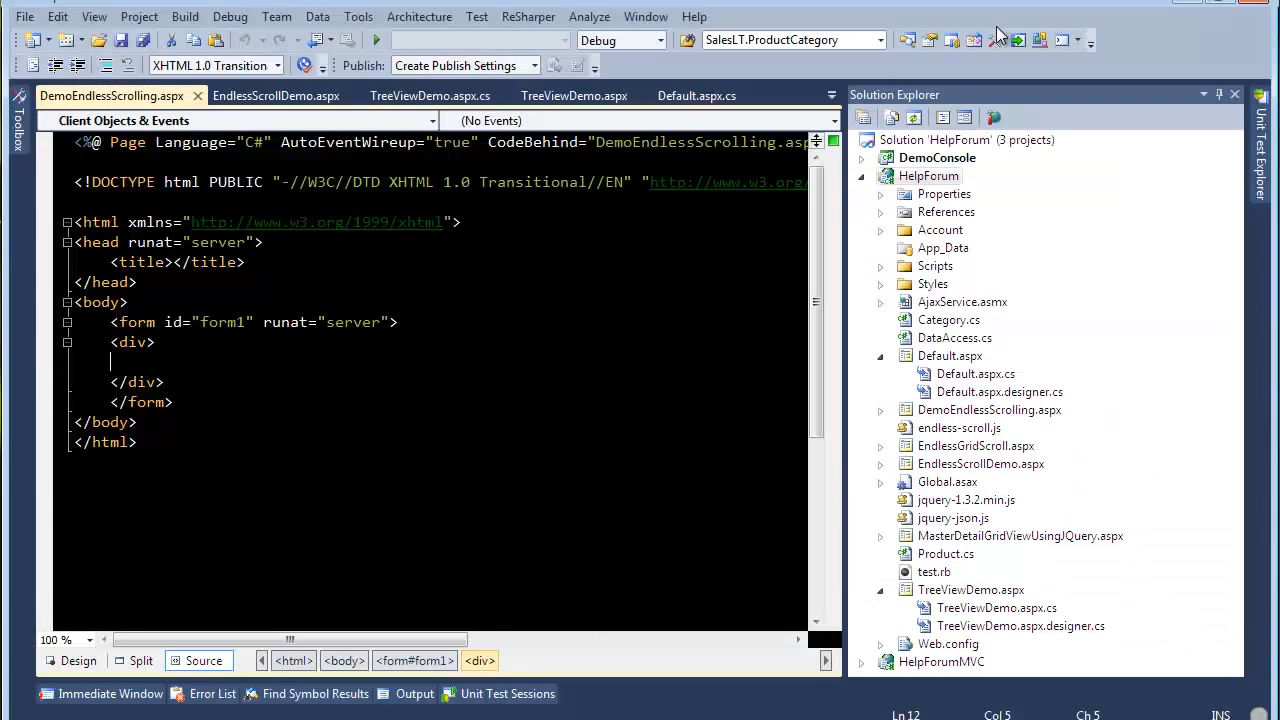 File Edit View Project Build Debug Team Data Tools Architecture Test ReSharper Analyze Window Help
Debug SalesLT.ProductCategory
XHTML 1.0 Transition Publish: Create Publish Settings
Toolbox
DemoEndlessScrolling.aspx EndlessScrollDemo.aspx TreeViewDemo.aspx.cs TreeViewDemo.aspx Default.aspx.cs
Client Objects & Events (No Events)
<%@ Page Language="C#" AutoEventWireup="true" CodeBehind="DemoEndlessScrolling.asp
<!DOCTYPE html PUBLIC "-//W3C//DTD XHTML 1.0 Transitional//EN" "http://www.w3.org/
<html xmlns="http://www.w3.org/1999/xhtml">
<head runat="server">
<title></title>
</head>
<body>
<form id="form1" runat="server">
<div>
</div>
</form>
</body>
</html>
100 %
Design Split Source <html> <body> <form#form1> <div>
Solution Explorer
Solution 'HelpForum' (3 projects)
DemoConsole
HelpForum
Properties
References
Account
App_Data
Scripts
Styles
AjaxService.asmx
Category.cs
DataAccess.cs
Default.aspx
Default.aspx.cs
Default.aspx.designer.cs
DemoEndlessScrolling.aspx
endless-scroll.js
EndlessGridScroll.aspx
EndlessScrollDemo.aspx
Global.asax
jquery-1.3.2.min.js
jquery-json.js
MasterDetailGridViewUsingJQuery.aspx
Product.cs
test.rb
TreeViewDemo.aspx
TreeViewDemo.aspx.cs
TreeViewDemo.aspx.designer.cs
Web.config
HelpForumMVC
Unit Test Explorer
Immediate Window Error List Find Symbol Results Output Unit Test Sessions
Ln 12 Col 5 Ch 5 INS